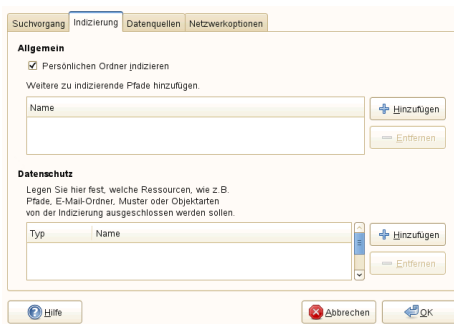 Suchvorgang Indizierung Datenquellen Netzwerkoptionen
Allgemein
Persönlichen Ordner indizieren
Weitere zu indizierende Pfade hinzufügen.
Name
Hinzufügen
Entfernen
Datenschutz
Legen Sie hier fest, welche Ressourcen, wie z.B.
Pfade, E-Mail-Ordner, Muster oder Objektarten
von der Indizierung ausgeschlossen werden sollen.
Typ Name
Hinzufügen
Entfernen
Hilfe Abbrechen OK